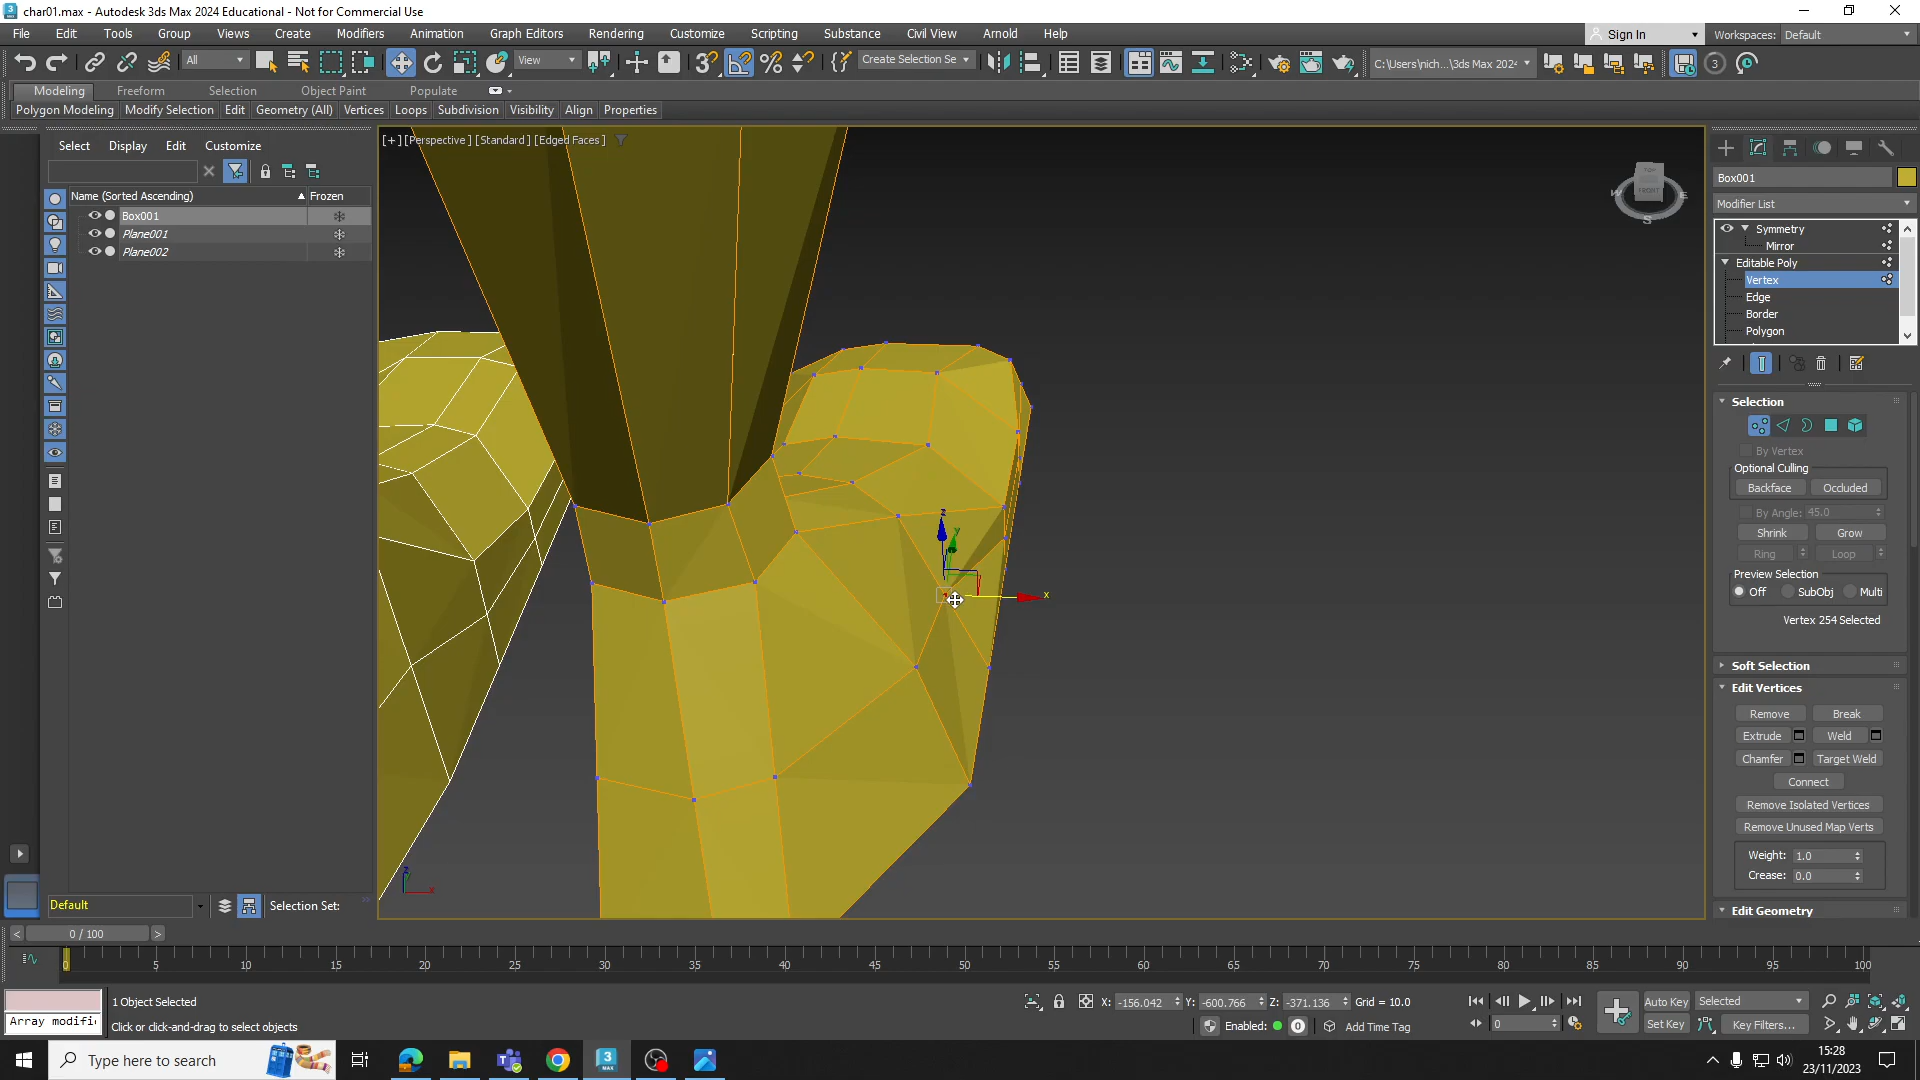 char01.max - Autodesk 3ds Max 2024 Educational - Not for Commercial Use
File Edit Tools Group Views Create Modifiers Animation Graph Editors Rendering Customize Scripting Substance Civil View Arnold Help
Sign In Workspaces: Default
All View Create Selection Se C:\Users\nich...\3ds Max 2024
Modeling Freeform Selection Object Paint Populate
Polygon Modeling Modify Selection Edit Geometry (All) Vertices Loops Subdivision Visibility Align Properties
Select Display Edit Customize
[+] [Perspective] [Standard] [Edged Faces]
Name (Sorted Ascending) Frozen
Box001
Plane001
Plane002
TOP
FRONT
W E S
Box001
Modifier List
Symmetry
Mirror
Editable Poly
Vertex
Edge
Border
Polygon
Selection
By Vertex
Optional Culling
Backface Occluded
By Angle: 45.0
Shrink Grow
Ring Loop
Preview Selection
Off SubObj Multi
Vertex 254 Selected
Soft Selection
Edit Vertices
Remove Break
Extrude Weld
Chamfer Target Weld
Connect
Remove Isolated Vertices
Remove Unused Map Verts
Weight: 1.0
Crease: 0.0
Edit Geometry
z
y
x
Default Selection Set:
< 0 / 100 >
0 5 10 15 20 25 30 35 40 45 50 55 60 65 70 75 80 85 90 95 100
1 Object Selected
Array modifi
Click or click-and-drag to select objects
X: -156.042 Y: -600.766 Z: -371.136 Grid = 10.0
Enabled: 0 Add Time Tag
0
Auto Key Selected
Set Key Key Filters...
Type here to search
15:28
23/11/2023